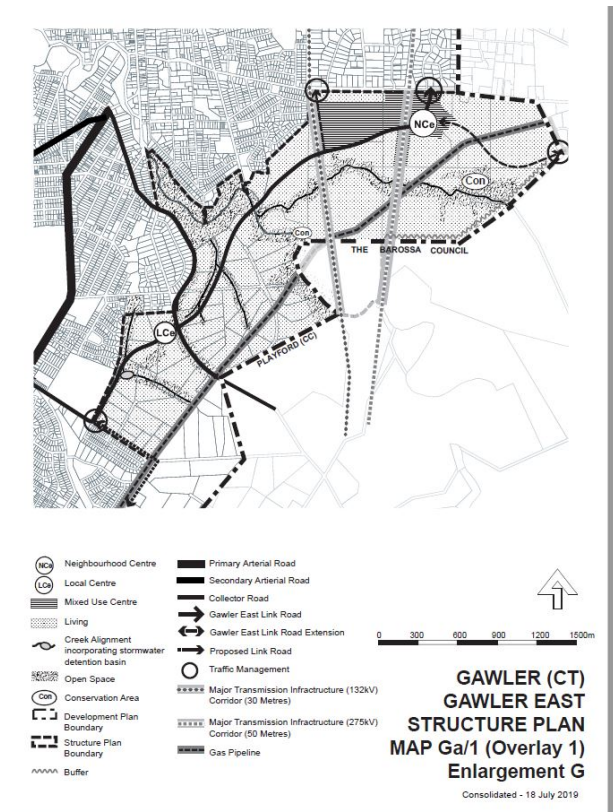 NCe
Con
Con
THE BAROSSA COUNCIL
LCe
PLAYFORD (CC)
NCe Neighbourhood Centre
LCe Local Centre
Mixed Use Centre
Living
Creek Alignment
incorporating stormwater
detention basin
Open Space
Con Conservation Area
Development Plan
Boundary
Structure Plan
Boundary
Buffer
Primary Arterial Road
Secondary Arterial Road
Collector Road
Gawler East Link Road
Gawler East Link Road Extension
Proposed Link Road
Traffic Management
Major Transmission Infrastructure (132kV)
Corridor (30 Metres)
Major Transmission Infrastructure (275kV)
Corridor (50 Metres)
Gas Pipeline
0 300 600 900 1200 1500m
GAWLER (CT)
GAWLER EAST
STRUCTURE PLAN
MAP Ga/1 (Overlay 1)
Enlargement G
Consolidated - 18 July 2019